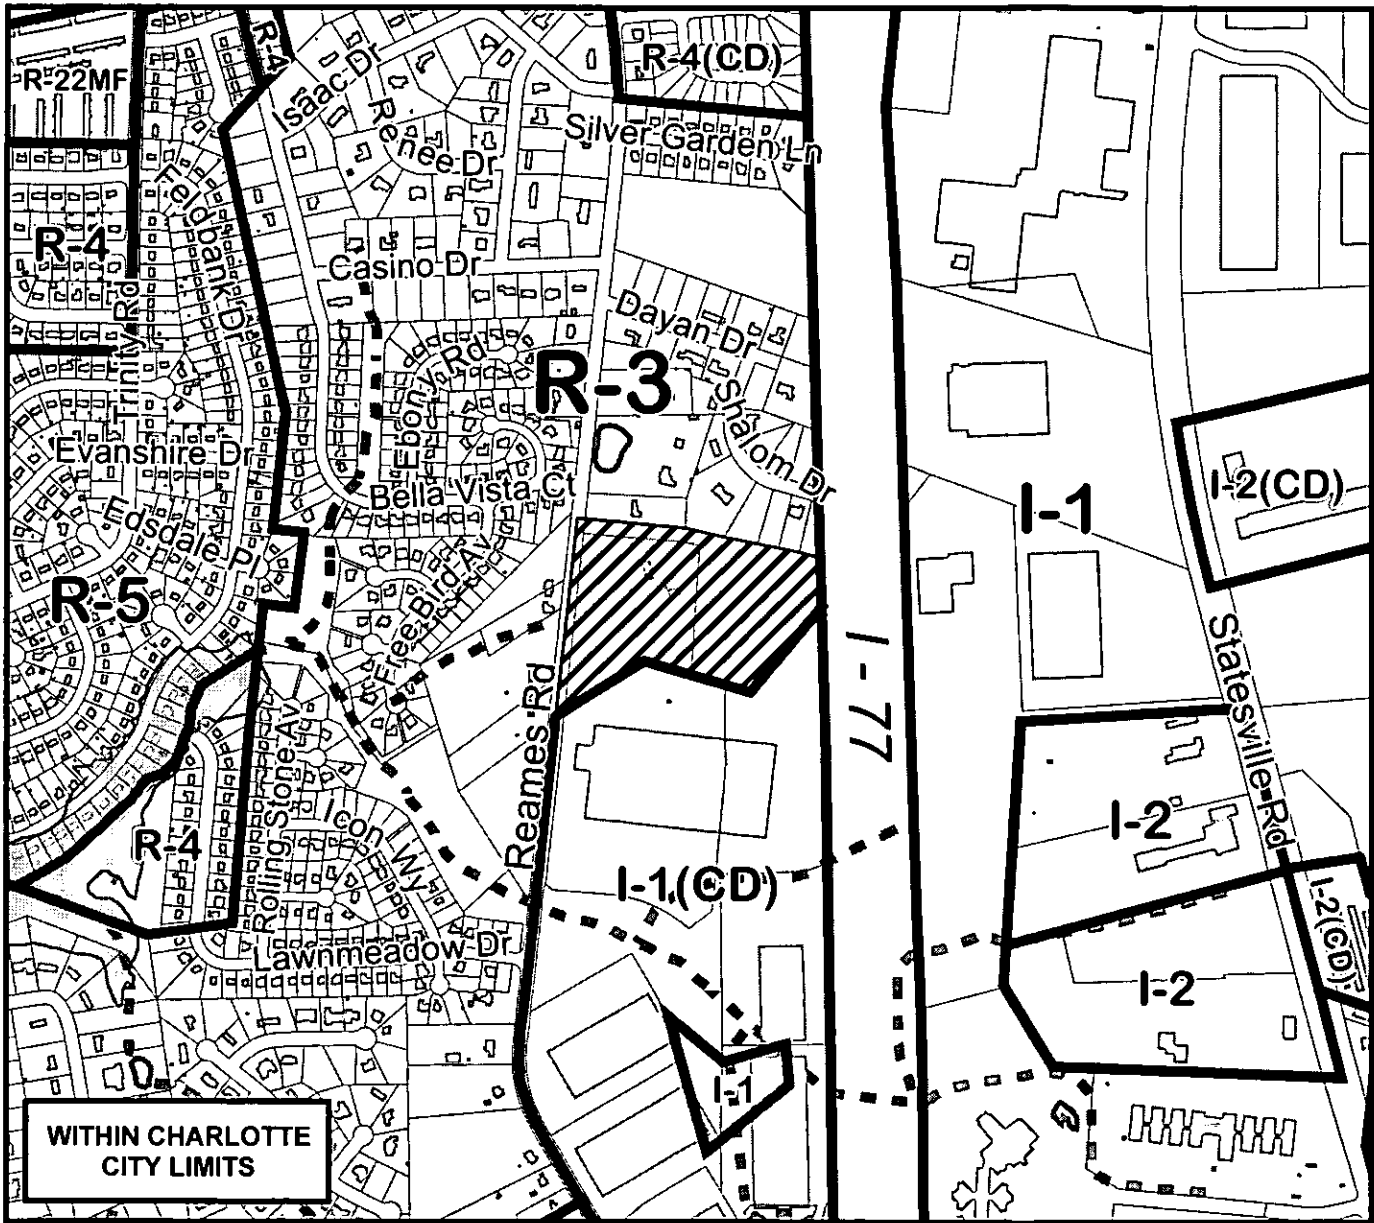 R-22MF
R-4
Isaac Dr
Renee Dr
R-4(CD)
Silver Garden Ln
Feldbank Dr
R-4
Trinity Rd
Casino Dr
Dayan Dr
Ebony Rd
R-3
Shalom Dr
Evanshire Dr
Bella Vista Ct
Edsdale Pl
R-5
Free Bird Av
I-1
I-2(CD)
I - 77
Statesville Rd
Reames Rd
Rolling Stone Av
Icon Wy
R-4
Lawnmeadow Dr
I-1(CD)
I-2
I-2(CD)
I-2
I-1
WITHIN CHARLOTTE
CITY LIMITS